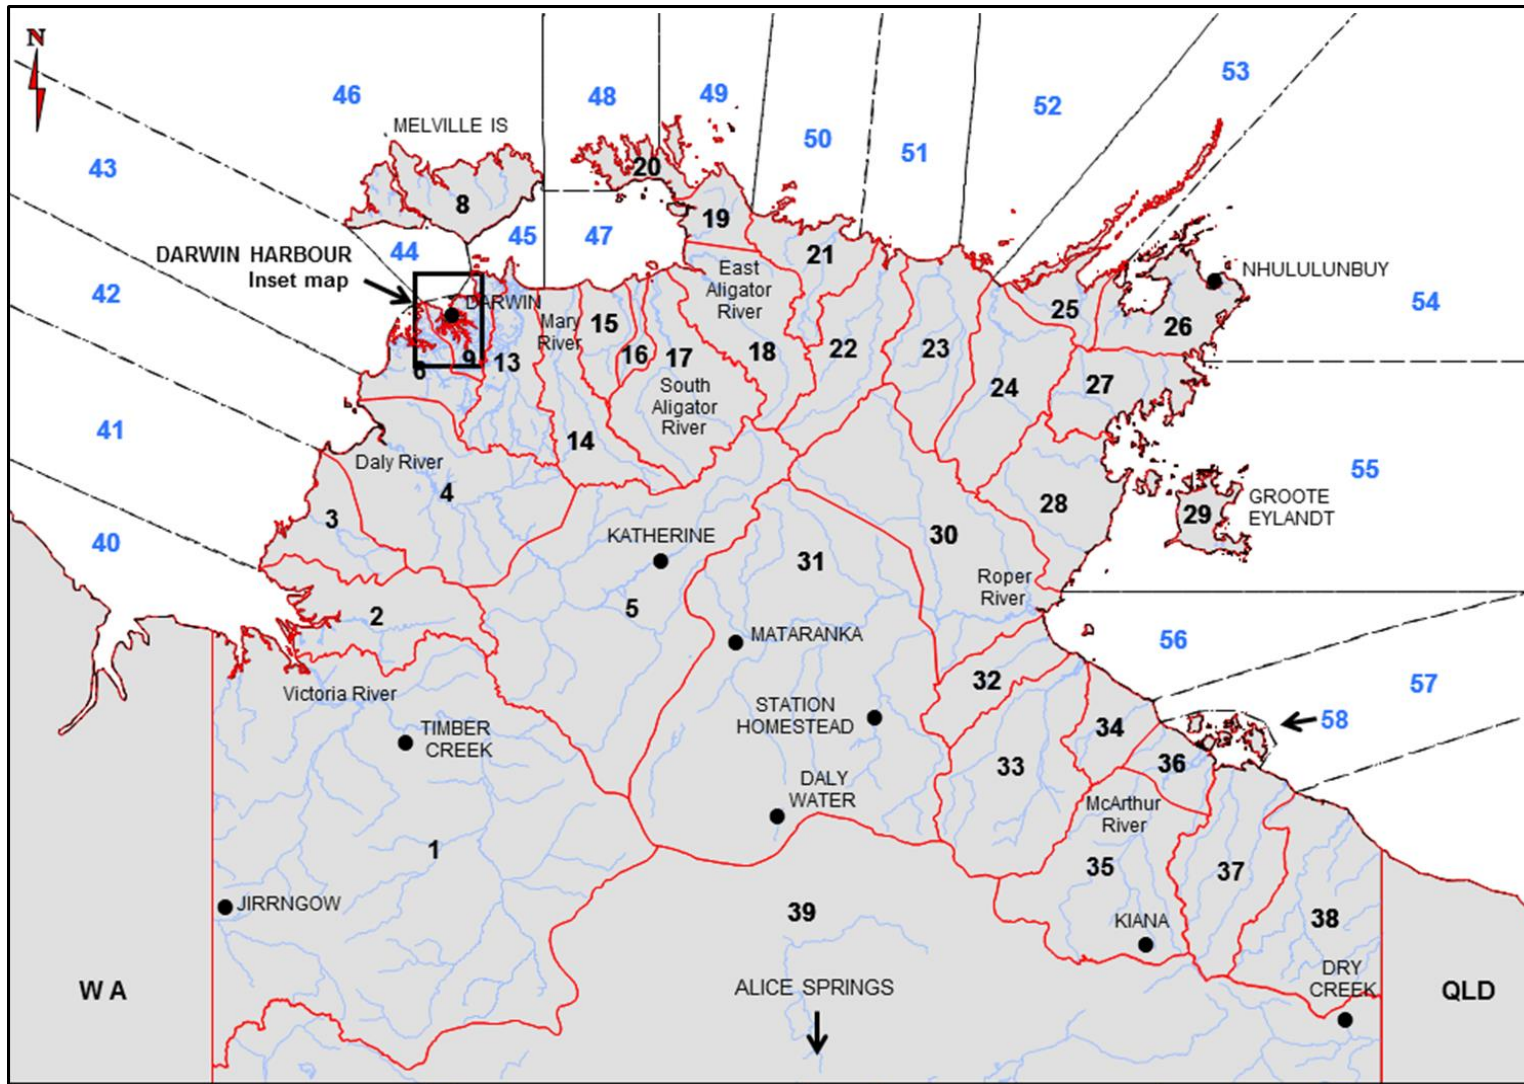 N
46
48
49
50
51
52
53
MELVILLE IS
43
20
8
19
44
45
47
21
DARWIN HARBOUR
Inset map
NHULULUNBUY
East
Aligator
River
42
DARWIN
54
25
26
Mary
River
15
16
17
18
22
23
9
13
6
24
27
South
Aligator
River
41
14
Daly River
55
4
3
28
29
GROOTE
EYLANDT
40
KATHERINE
30
31
Roper
River
2
5
MATARANKA
56
32
57
Victoria River
STATION
HOMESTEAD
58
34
TIMBER
CREEK
33
36
DALY
WATER
McArthur
River
1
35
37
JIRRNGOW
39
KIANA
38
DRY
CREEK
W A
ALICE SPRINGS
QLD